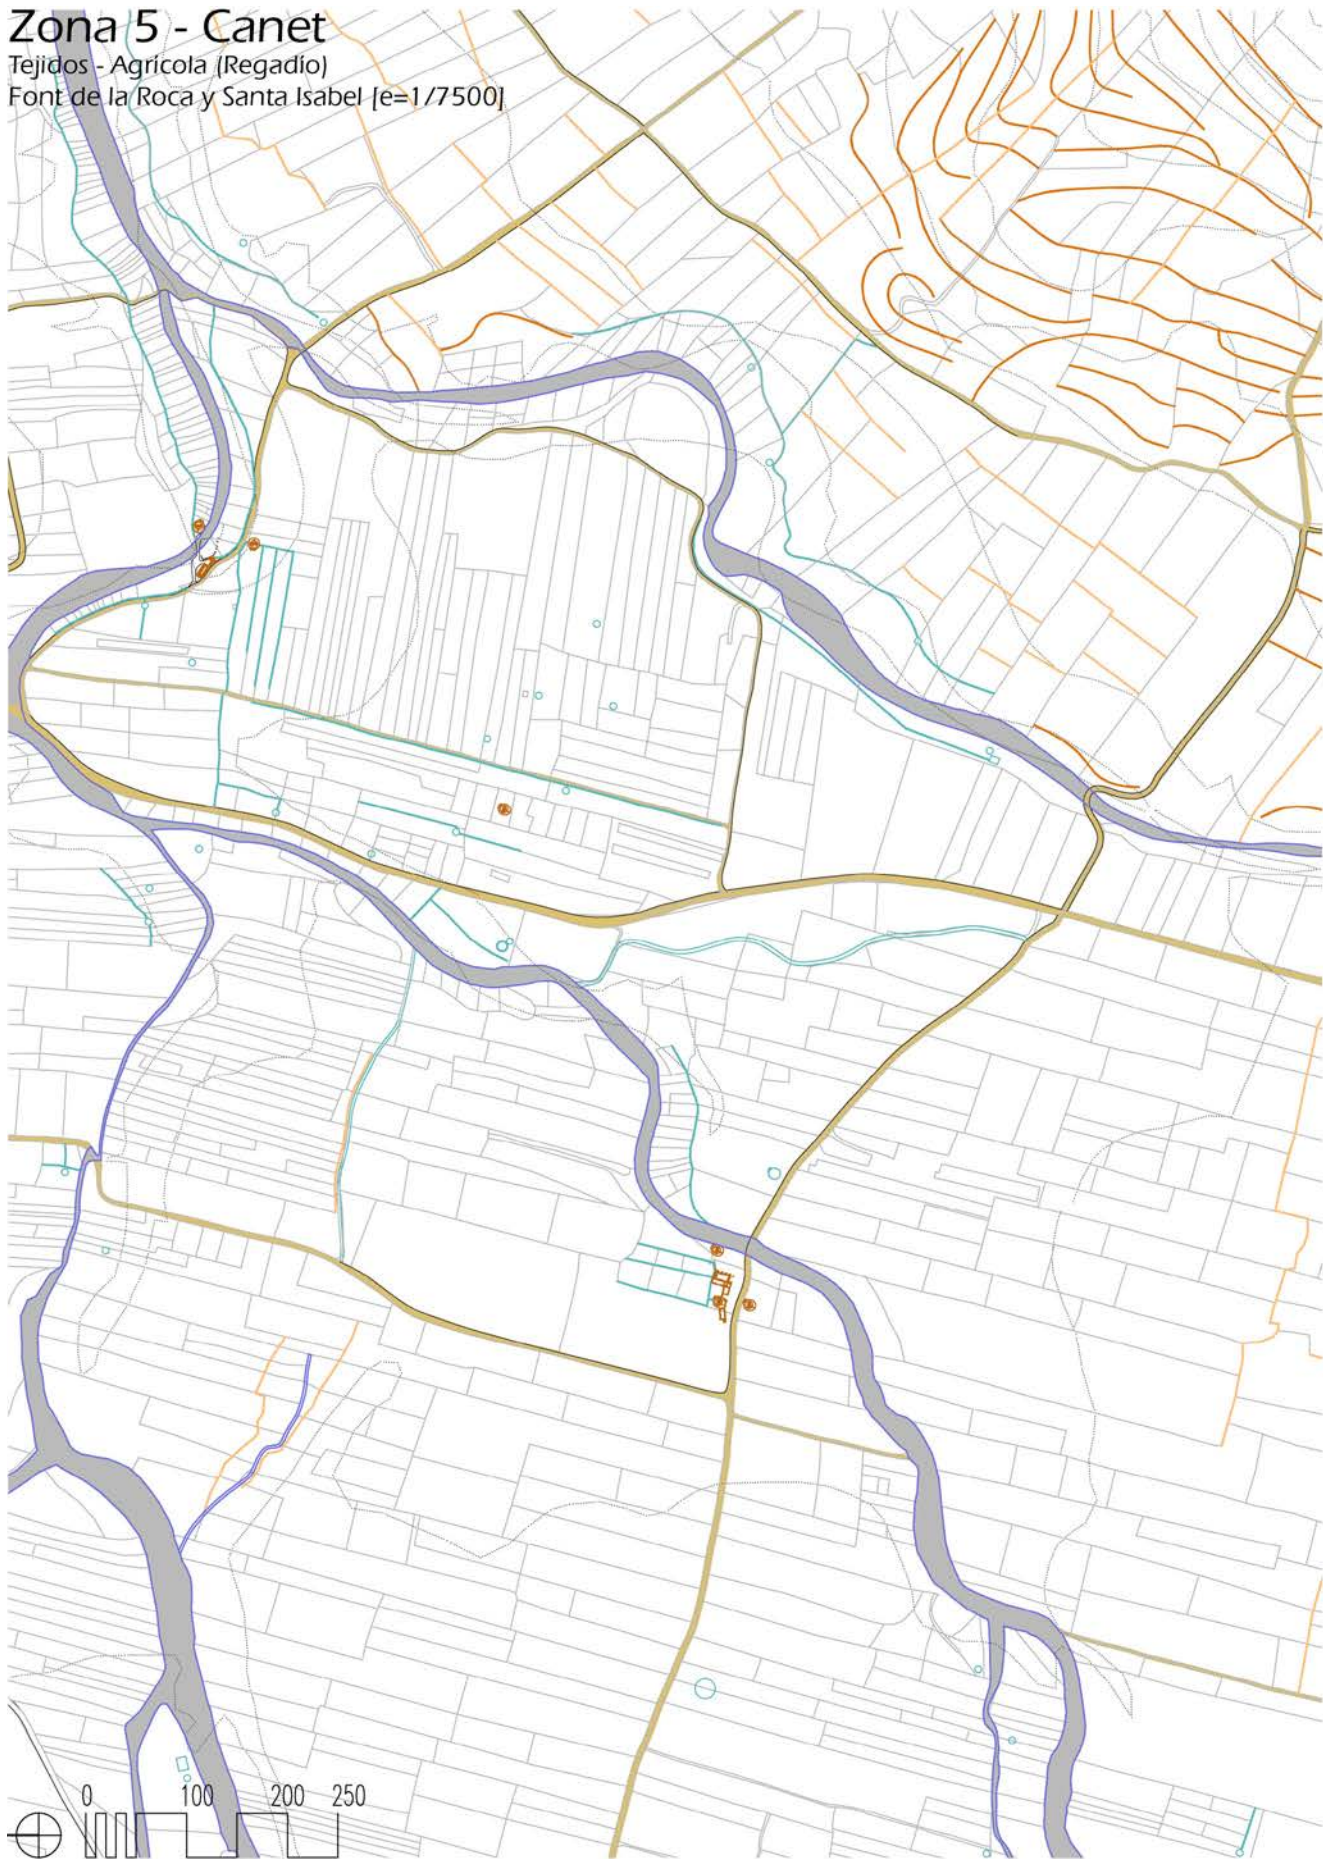 Zona 5 - Canet
Tejidos - Agrícola (Regadío)
Font de la Roca y Santa Isabel [e=1/7500]
0 100 200 250